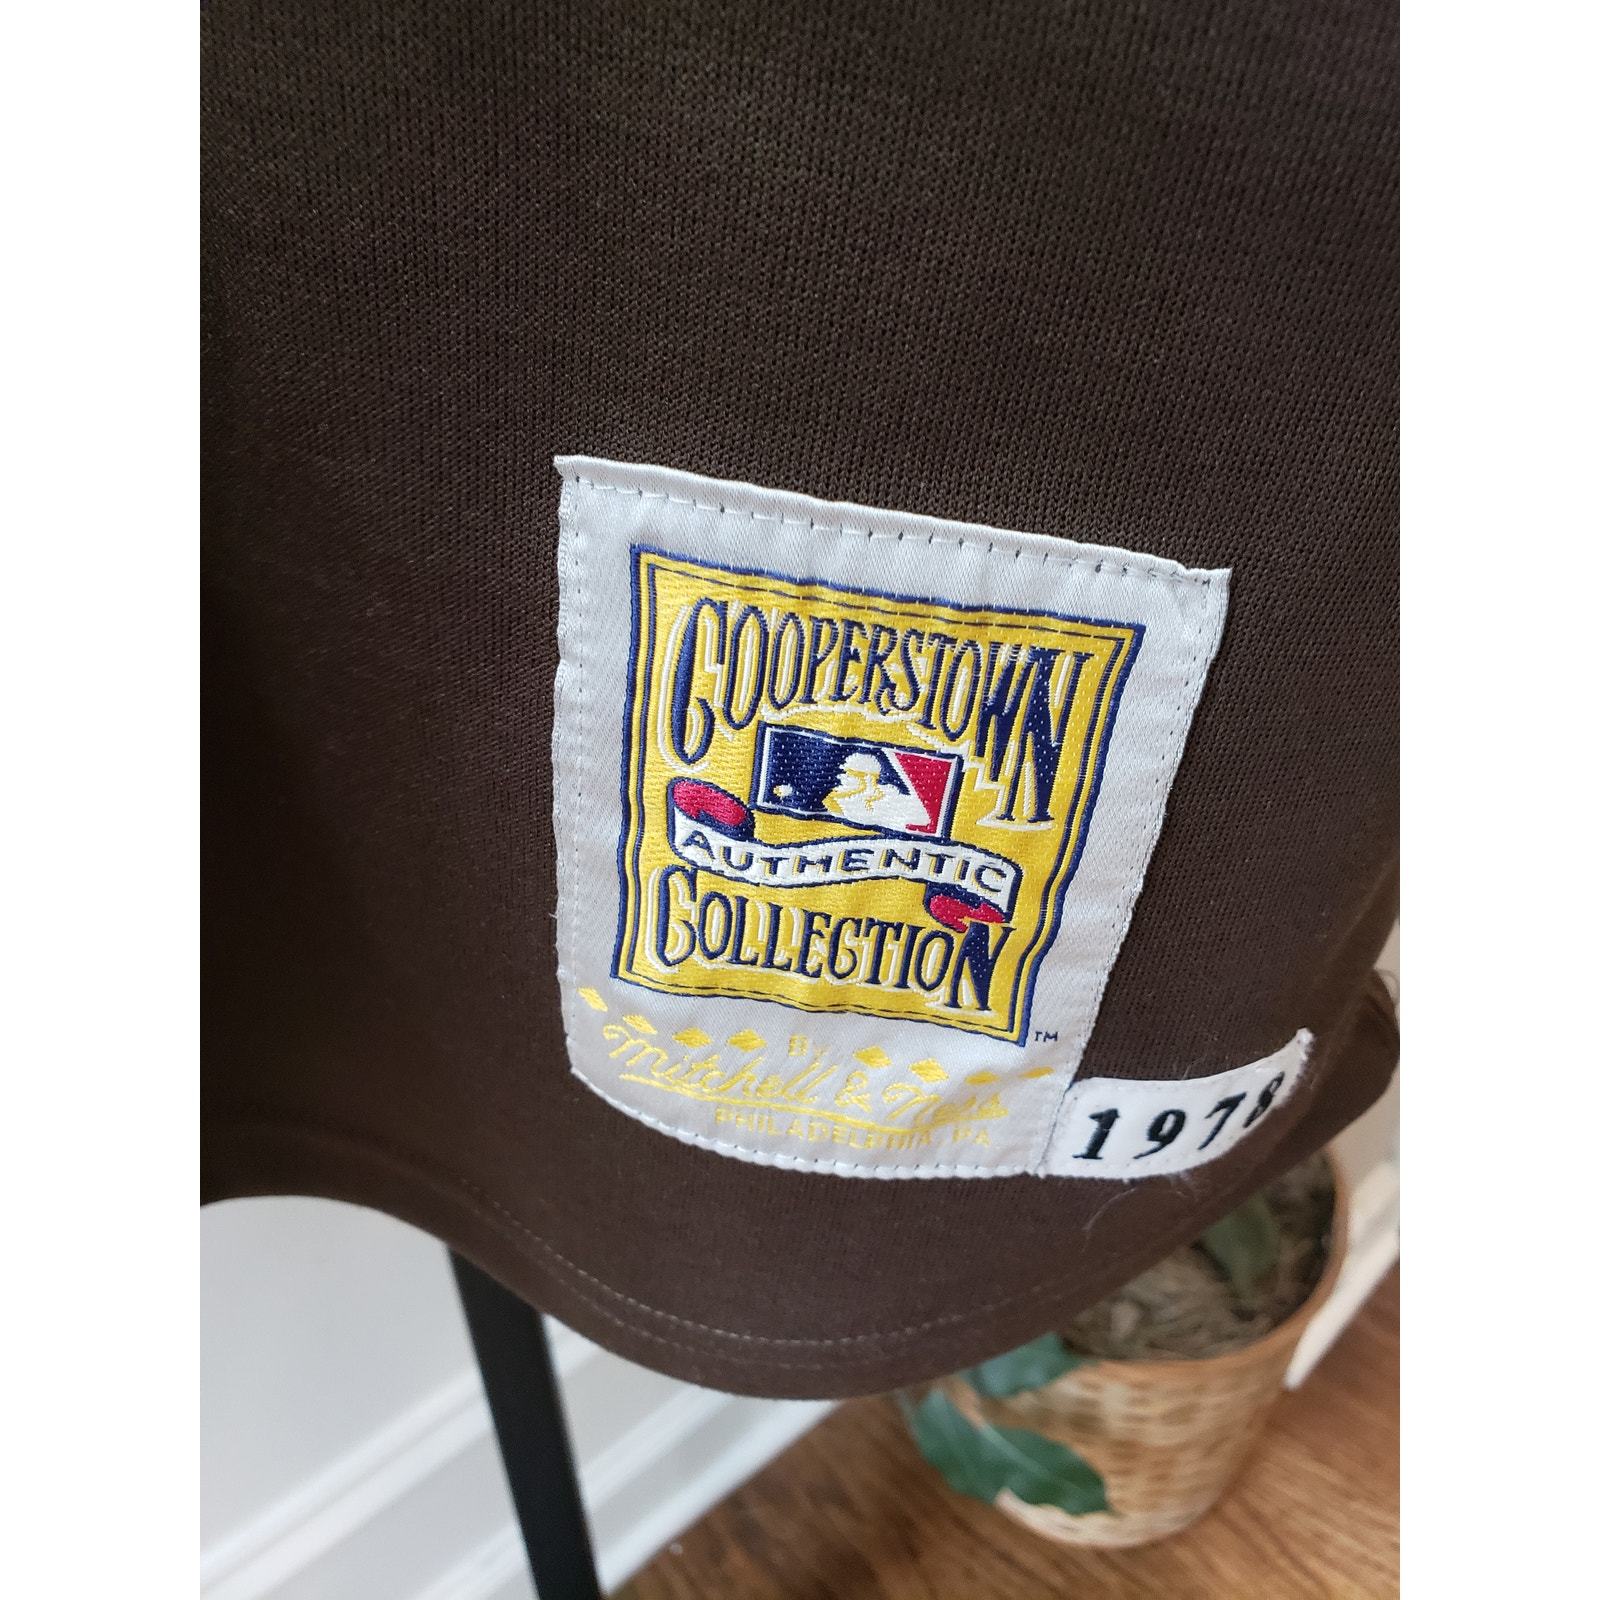 COOPERSTOWN
AUTHENTIC
COLLECTION
TM
BY
Mitchell & Ness
PHILADELPHIA, PA
1978